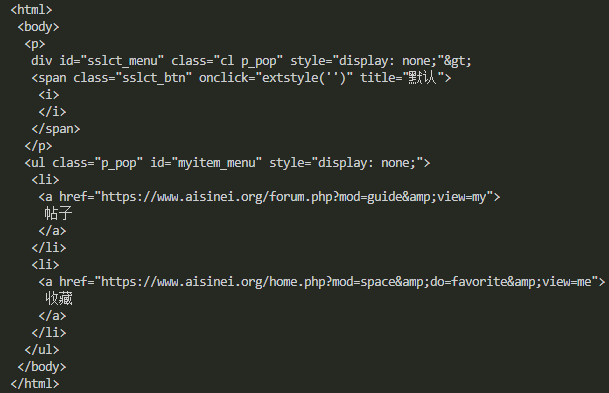 <html>
<body>
<p>
div id="sslct_menu" class="cl p_pop" style="display: none;"&gt;
<span class="sslct_btn" onclick="extstyle('')" title="默认">
<i>
</i>
</span>
</p>
<ul class="p_pop" id="myitem_menu" style="display: none;">
<li>
<a href="https://www.aisinei.org/forum.php?mod=guide&amp;view=my">
帖子
</a>
</li>
<li>
<a href="https://www.aisinei.org/home.php?mod=space&amp;do=favorite&amp;view=me">
收藏
</a>
</li>
</ul>
</body>
</html>